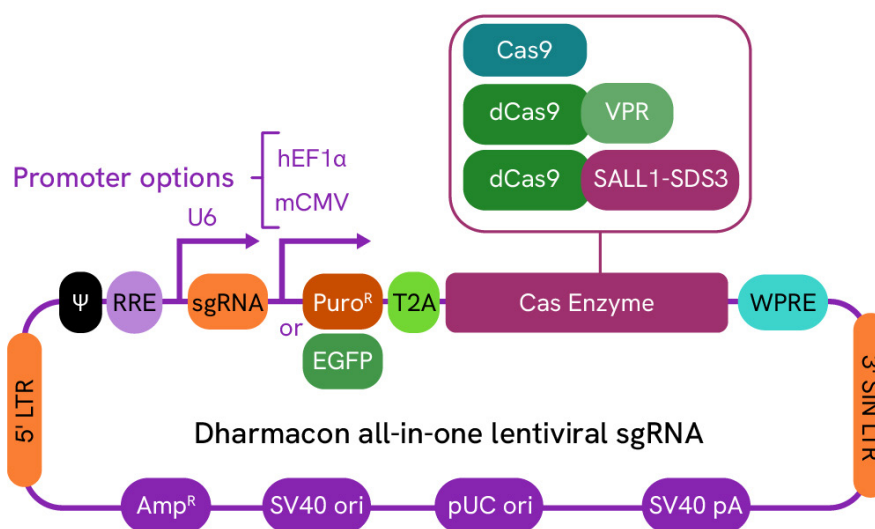 Cas9
dCas9 VPR
dCas9 SALL1-SDS3
Promoter options
hEF1α
mCMV
U6
Ψ RRE sgRNA or Puroᴿ T2A Cas Enzyme WPRE
EGFP
5' LTR
3' SIN LTR
Dharmacon all-in-one lentiviral sgRNA
Ampᴿ SV40 ori pUC ori SV40 pA